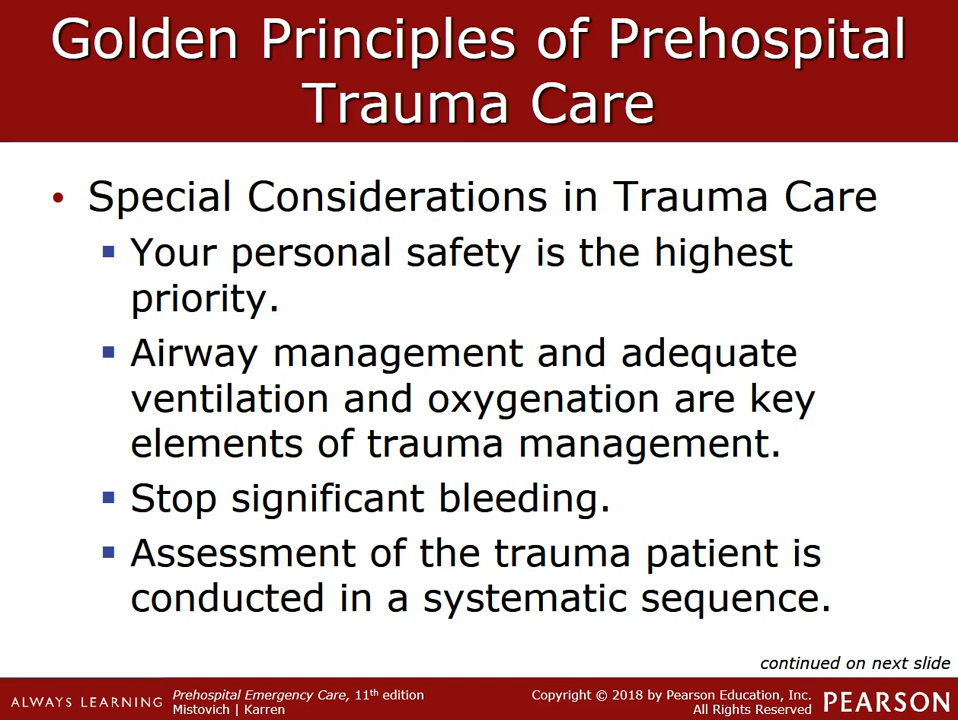 Golden Principles of Prehospital
Trauma Care
• Special Considerations in Trauma Care
▪ Your personal safety is the highest
priority.
▪ Airway management and adequate
ventilation and oxygenation are key
elements of trauma management.
▪ Stop significant bleeding.
▪ Assessment of the trauma patient is
conducted in a systematic sequence.
continued on next slide
ALWAYS LEARNING
Prehospital Emergency Care, 11th edition
Mistovich | Karren
Copyright © 2018 by Pearson Education, Inc.
All Rights Reserved
PEARSON